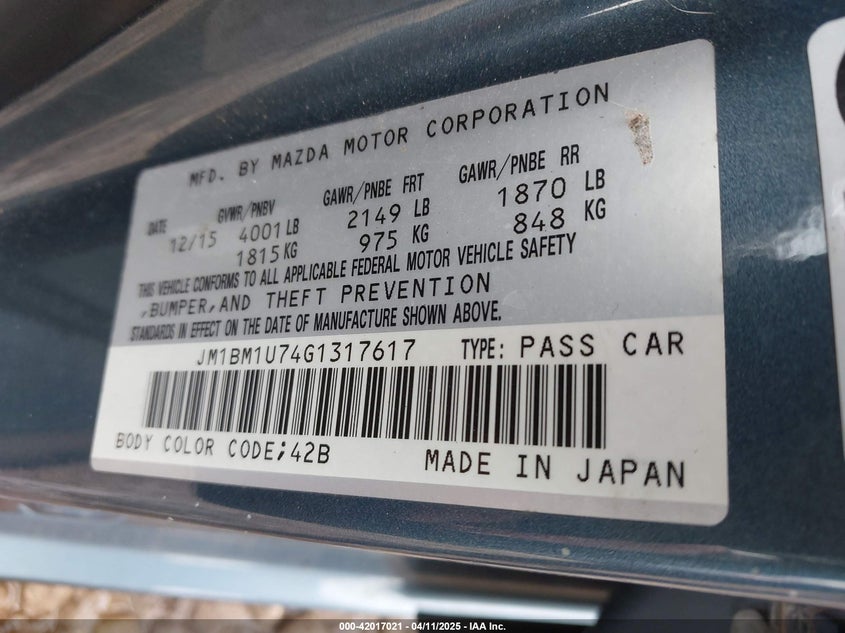 MFD. BY MAZDA MOTOR CORPORATION
DATE GVWR/PNBV GAWR/PNBE FRT GAWR/PNBE RR
12/15 4001 LB 2149 LB 1870 LB
1815 KG 975 KG 848 KG
THIS VEHICLE CONFORMS TO ALL APPLICABLE FEDERAL MOTOR VEHICLE SAFETY
,BUMPER,AND THEFT PREVENTION
STANDARDS IN EFFECT ON THE DATE OF MANUFACTURE SHOWN ABOVE.
JM1BM1U74G1317617 TYPE: PASS CAR
BODY COLOR CODE;42B MADE IN JAPAN
000-42017021 - 04/11/2025 - IAA Inc.